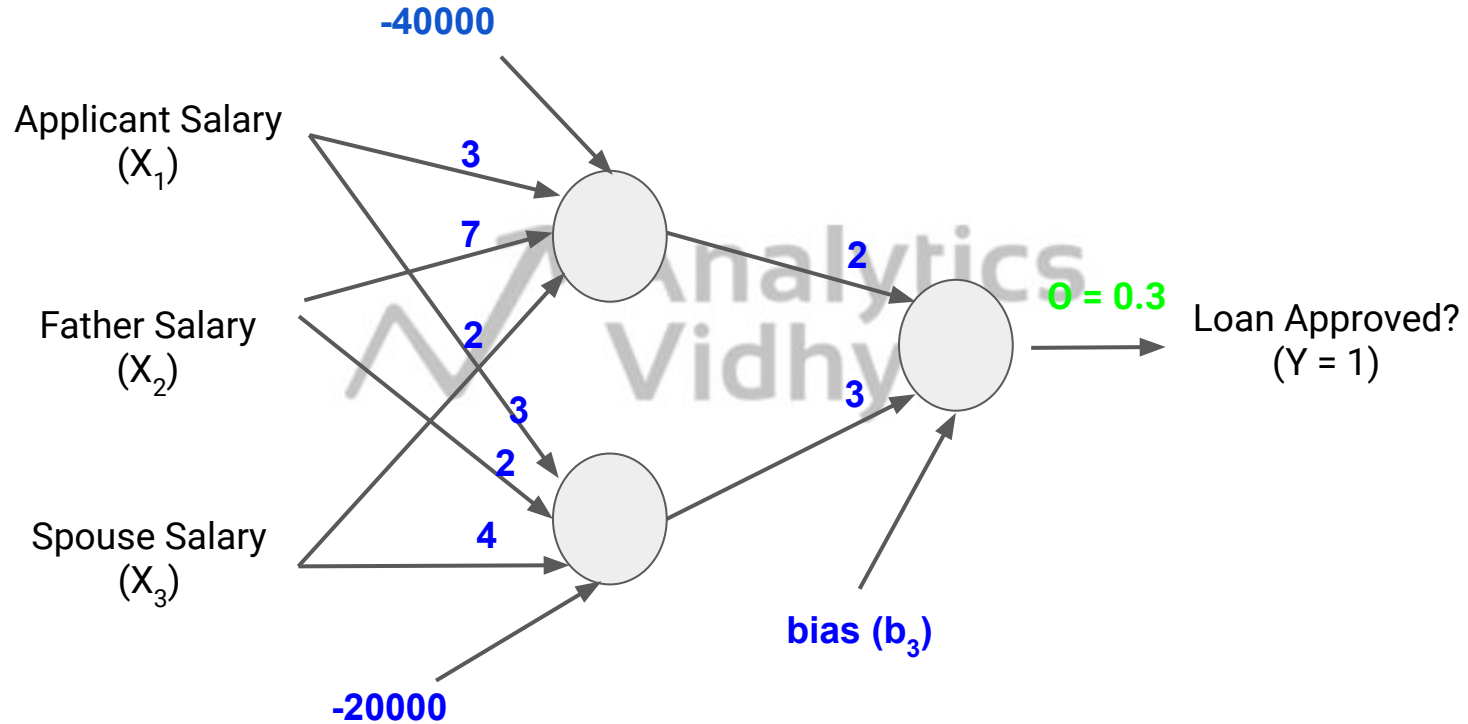 -40000
Applicant Salary
(X₁)
3
7
Analytics
2
O = 0.3
Father Salary
(X₂)
2
Vidhy
Loan Approved?
(Y = 1)
3
3
2
Spouse Salary
(X₃)
4
bias (b₃)
-20000